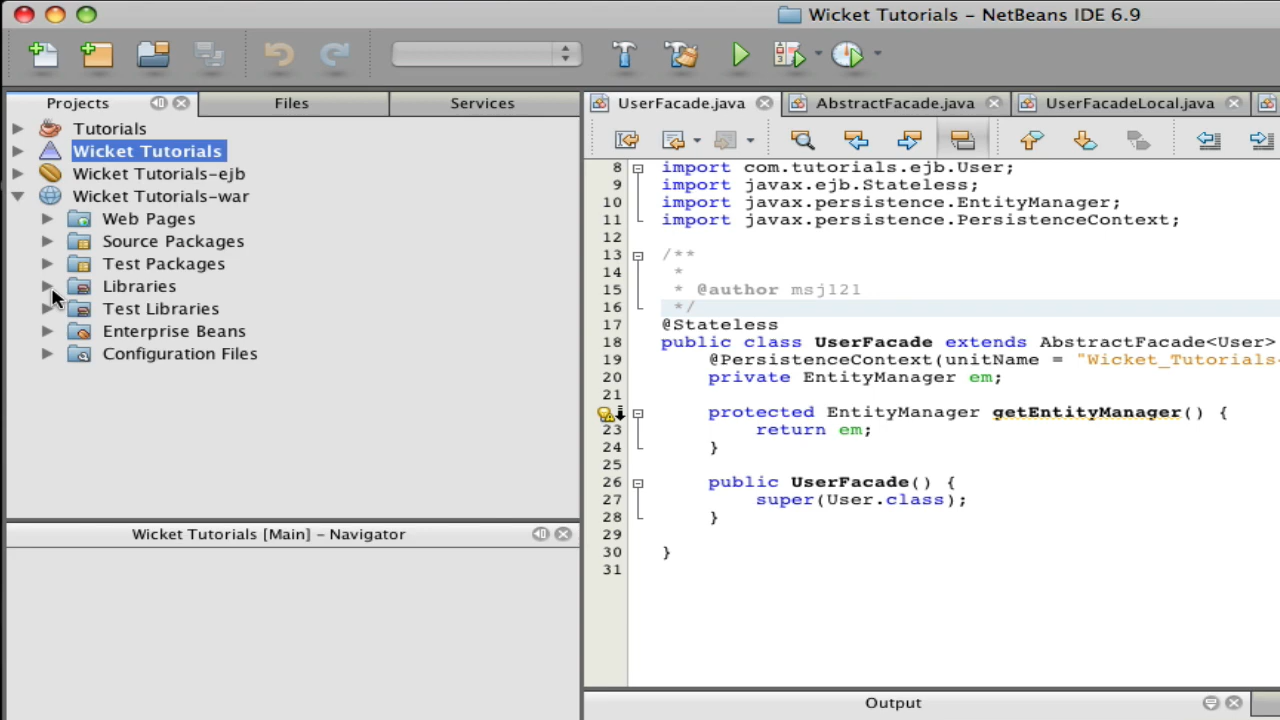 Wicket Tutorials – NetBeans IDE 6.9
Projects
Files
Services
Tutorials
Wicket Tutorials
Wicket Tutorials-ejb
Wicket Tutorials-war
Web Pages
Source Packages
Test Packages
Libraries
Test Libraries
Enterprise Beans
Configuration Files
Wicket Tutorials [Main] – Navigator
UserFacade.java
AbstractFacade.java
UserFacadeLocal.java
8 import com.tutorials.ejb.User;
9 import javax.ejb.Stateless;
10 import javax.persistence.EntityManager;
11 import javax.persistence.PersistenceContext;
12
13 /**
14 *
15 * @author msj121
16 */
17 @Stateless
18 public class UserFacade extends AbstractFacade<User>
19 @PersistenceContext(unitName = "Wicket_Tutorials-
20 private EntityManager em;
21
protected EntityManager getEntityManager() {
23 return em;
24 }
25
26 public UserFacade() {
27 super(User.class);
28 }
29
30 }
31
Output